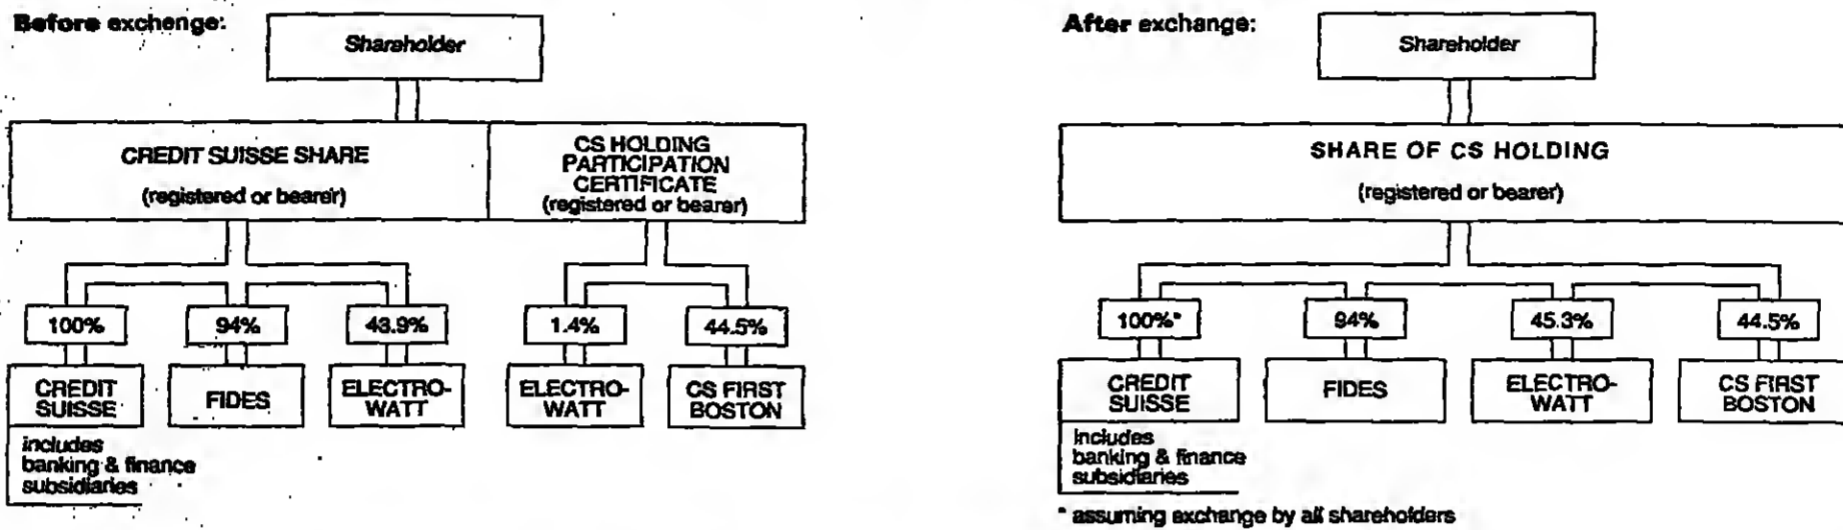 Before exchenge:
Shareholder
CREDIT SUISSE SHARE
(registered or bearer)
CS HOLDING
PARTICIPATION
CERTIFICATE
(registered or bearer)
100%
94%
43.9%
1.4%
44.5%
CREDIT
SUISSE
FIDES
ELECTRO-
WATT
ELECTRO-
WATT
CS FIRST
BOSTON
includes
banking & finance
subsidiaries
After exchange:
Shareholder
SHARE OF CS HOLDING
(registered or bearer)
100%*
94%
45.3%
44.5%
CREDIT
SUISSE
FIDES
ELECTRO-
WATT
CS FIRST
BOSTON
includes
banking & finance
subsidiaries
* assuming exchange by all shareholders